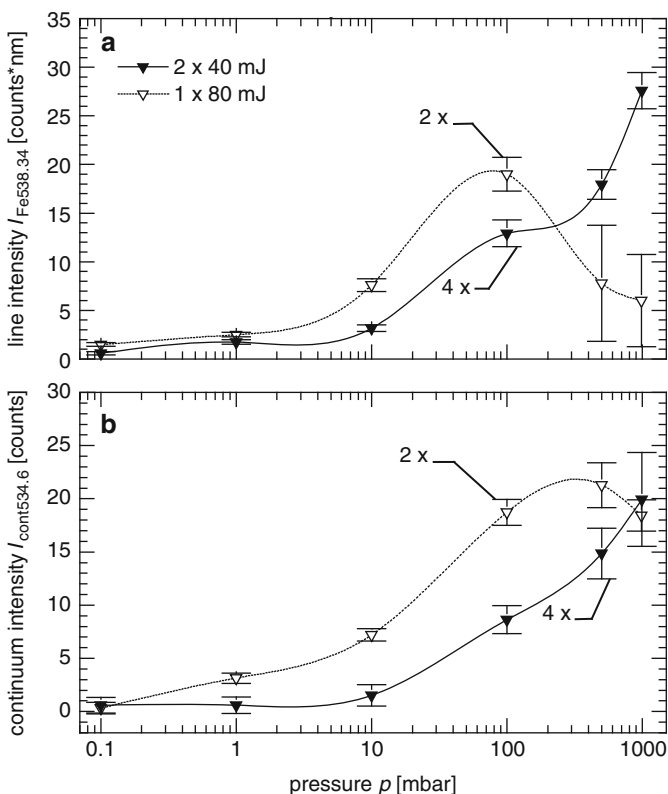 a
2 x 40 mJ
1 x 80 mJ
2 x
4 x
35
30
25
20
15
10
5
0
line intensity I_Fe538.34 [counts*nm]
b
2 x
4 x
30
25
20
15
10
5
0
continuum intensity I_cont534.6 [counts]
0.1 1 10 100 1000
pressure p [mbar]